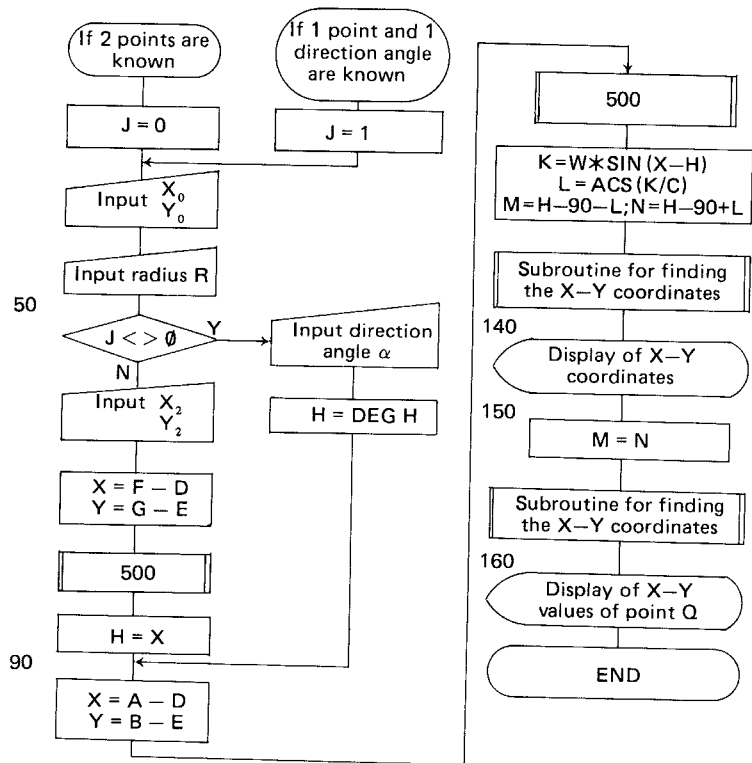 If 2 points are
known
If 1 point and 1
direction angle
are known
J = 0
J = 1
Input X₀
Y₀
Input radius R
50
J < > Ø
Y
N
Input direction
angle α
Input X₂
Y₂
H = DEG H
X = F − D
Y = G − E
500
H = X
90
X = A − D
Y = B − E
500
K=W*SIN (X−H)
L = ACS (K/C)
M=H−90−L;N=H−90+L
Subroutine for finding
the X−Y coordinates
140
Display of X−Y
coordinates
150
M = N
Subroutine for finding
the X−Y coordinates
160
Display of X−Y
values of point Q
END